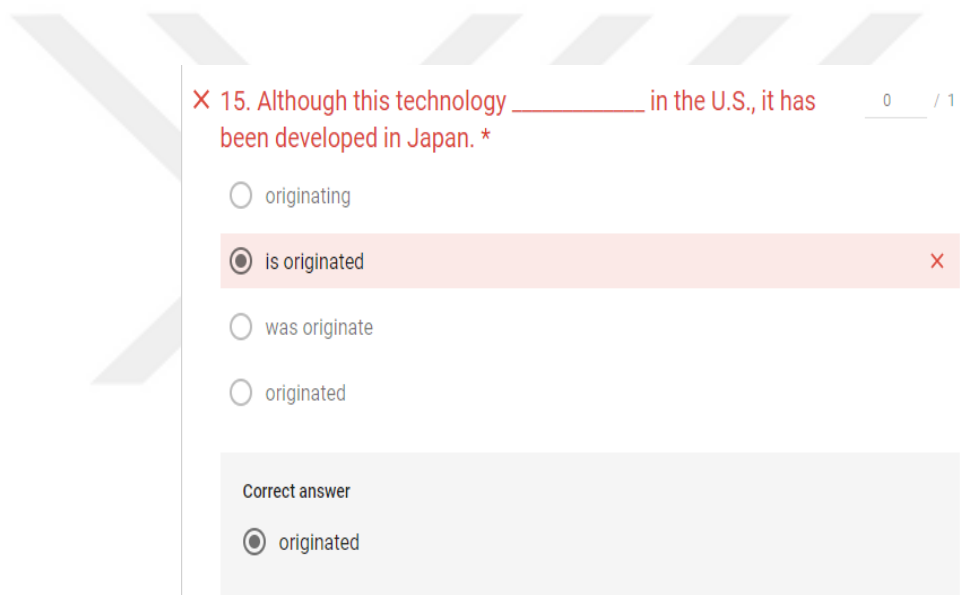 15. Although this technology ____________ in the U.S., it has
0 / 1
been developed in Japan. *
originating
is originated
was originate
originated
Correct answer
originated